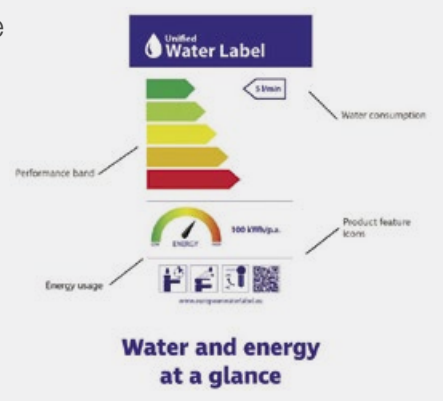 e
Unified
Water Label
5 l/min
Water consumption
Performance band
100 kWh/p.a.
ENERGY
Product feature
icons
Energy usage
www.europeanwaterlabel.eu
Water and energy
at a glance